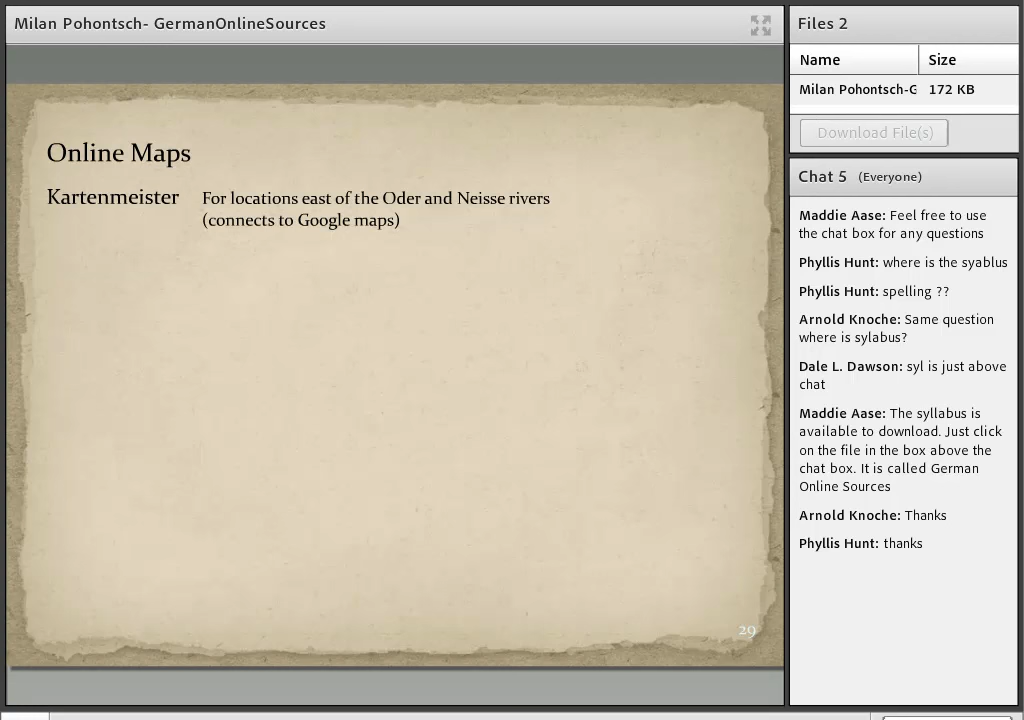 Milan Pohontsch- GermanOnlineSources
Online Maps
Kartenmeister For locations east of the Oder and Neisse rivers
(connects to Google maps)
29
Files 2
Name Size
Milan Pohontsch-G 172 KB
Download File(s)
Chat 5 (Everyone)
Maddie Aase: Feel free to use
the chat box for any questions
Phyllis Hunt: where is the syablus
Phyllis Hunt: spelling ??
Arnold Knoche: Same question
where is sylabus?
Dale L. Dawson: syl is just above
chat
Maddie Aase: The syllabus is
available to download. Just click
on the file in the box above the
chat box. It is called German
Online Sources
Arnold Knoche: Thanks
Phyllis Hunt: thanks